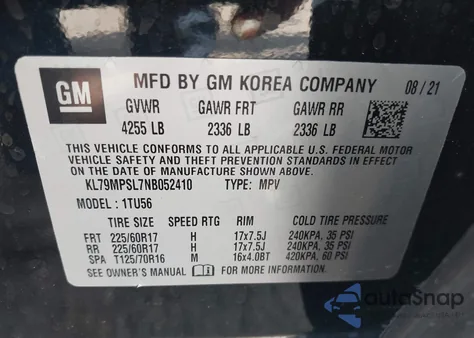 GM MFD BY GM KOREA COMPANY 08/21
GVWR GAWR FRT GAWR RR
4255 LB 2336 LB 2336 LB
THIS VEHICLE CONFORMS TO ALL APPLICABLE U.S. FEDERAL MOTOR
VEHICLE SAFETY AND THEFT PREVENTION STANDARDS IN EFFECT
ON THE DATE OF MANUFACTURE SHOWN ABOVE.
KL79MPSL7NB052410 TYPE: MPV
MODEL: 1TU56
TIRE SIZE SPEED RTG RIM COLD TIRE PRESSURE
FRT 225/60R17 H 17x7.5J 240KPA, 35 PSI
RR 225/60R17 H 17x7.5J 240KPA, 35 PSI
SPA T125/70R16 M 16x4.0BT 420KPA, 60 PSI
SEE OWNER'S MANUAL FOR MORE INFORMATION.
autoSnap